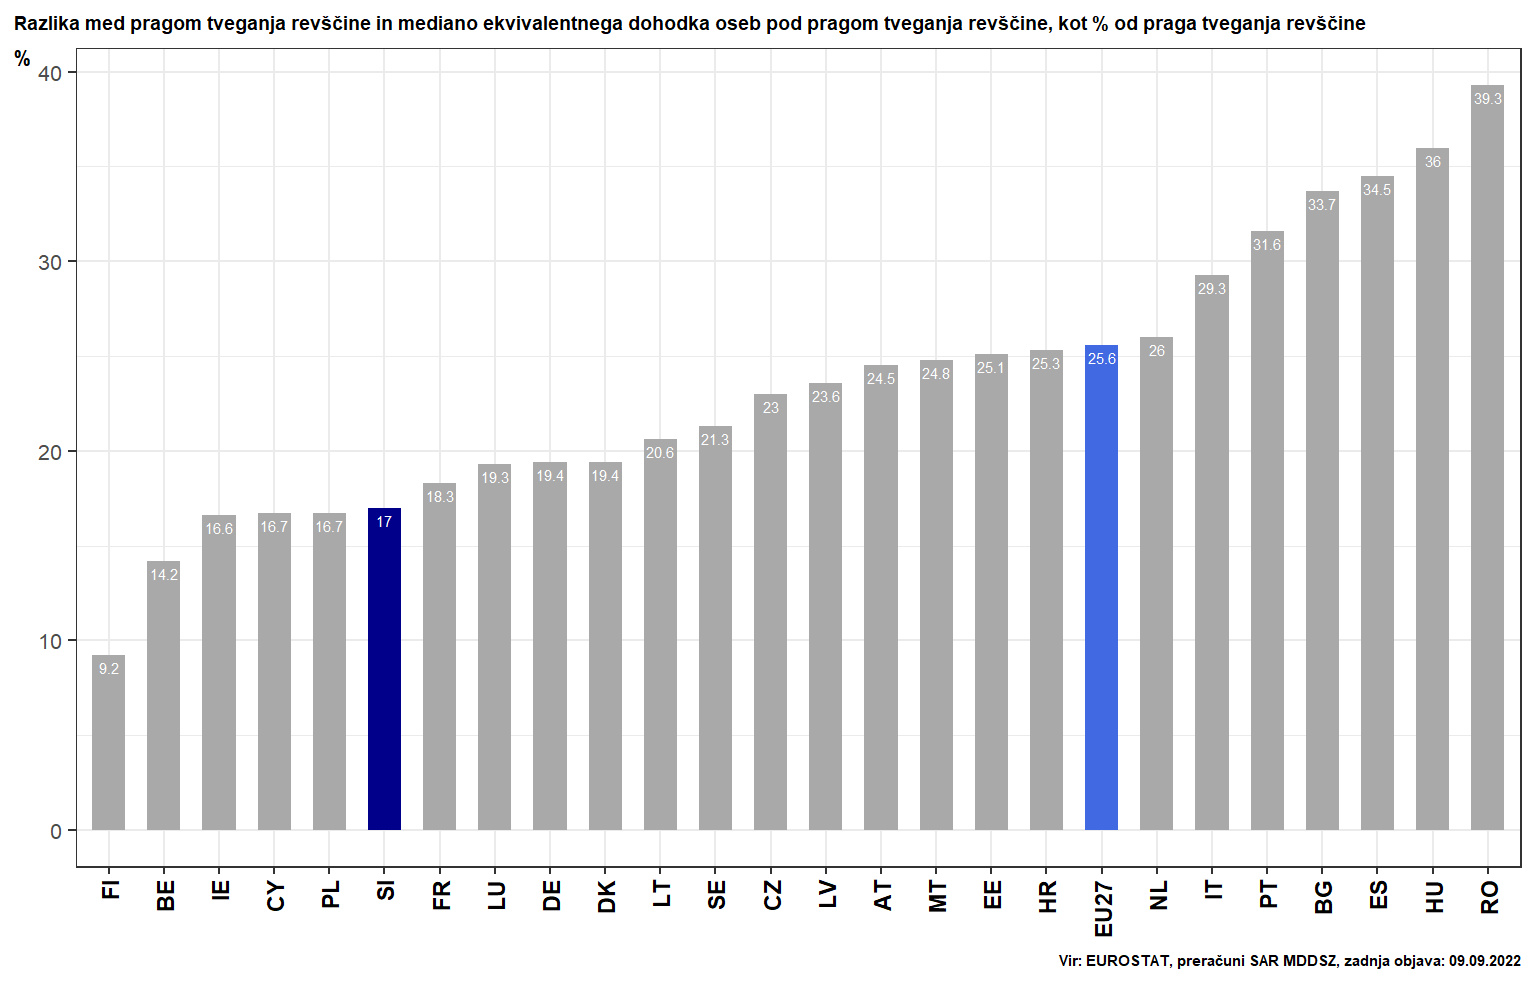 Razlika med pragom tveganja revščine in mediano ekvivalentnega dohodka oseb pod pragom tveganja revščine, kot % od praga tveganja revščine
%
40
30
20
10
0
9.2
14.2
16.6
16.7
16.7
17
18.3
19.3
19.4
19.4
20.6
21.3
23
23.6
24.5
24.8
25.1
25.3
25.6
26
29.3
31.6
33.7
34.5
36
39.3
FI
BE
IE
CY
PL
SI
FR
LU
DE
DK
LT
SE
CZ
LV
AT
MT
EE
HR
EU27
NL
IT
PT
BG
ES
HU
RO
Vir: EUROSTAT, preračuni SAR MDDSZ, zadnja objava: 09.09.2022